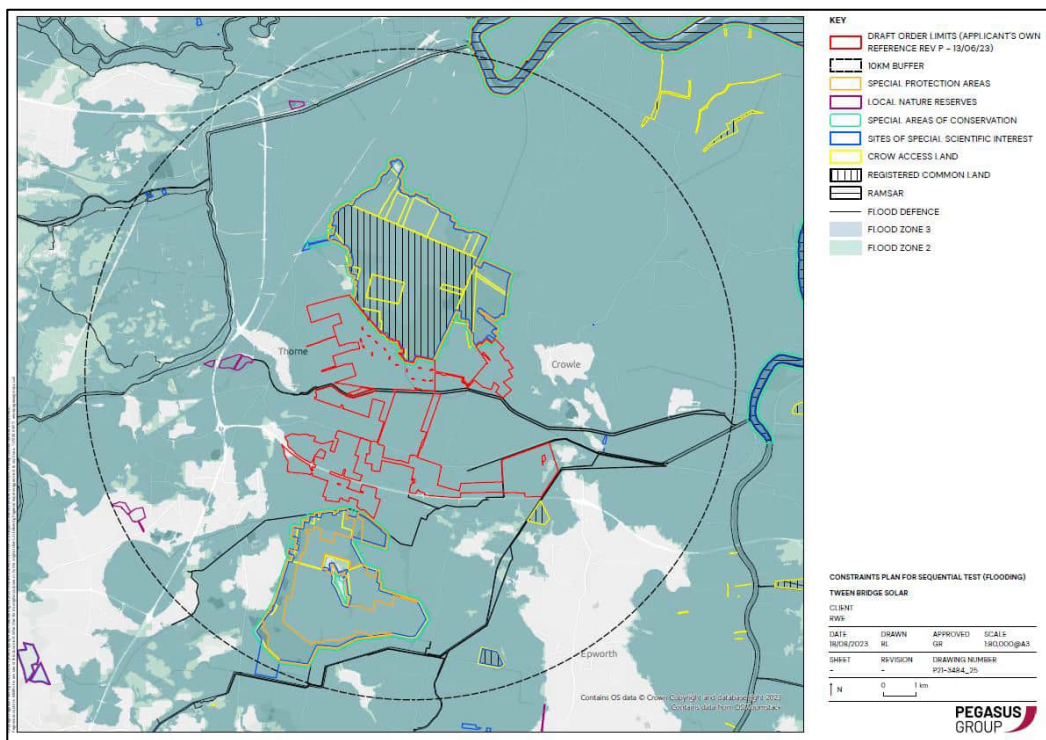 KEY
DRAFT ORDER LIMITS (APPLICANT'S OWN
REFERENCE REV P - 13/06/23)
10KM BUFFER
SPECIAL PROTECTION AREAS
LOCAL NATURE RESERVES
SPECIAL AREAS OF CONSERVATION
SITES OF SPECIAL SCIENTIFIC INTEREST
CROW ACCESS LAND
REGISTERED COMMON LAND
RAMSAR
FLOOD DEFENCE
FLOOD ZONE 3
FLOOD ZONE 2
Thorne
Crowle
Epworth
Contains OS data © Crown Copyright and database right 2023
Contains data from OS Zoomstack
CONSTRAINTS PLAN FOR SEQUENTIAL TEST (FLOODING)
TWEEN BRIDGE SOLAR
CLIENT
RWE
DATE DRAWN APPROVED SCALE
18/08/2023 RL GR 1:80,000@A3
SHEET REVISION DRAWING NUMBER
- - P21-3484_25
N 0 1 km
PEGASUS
GROUP